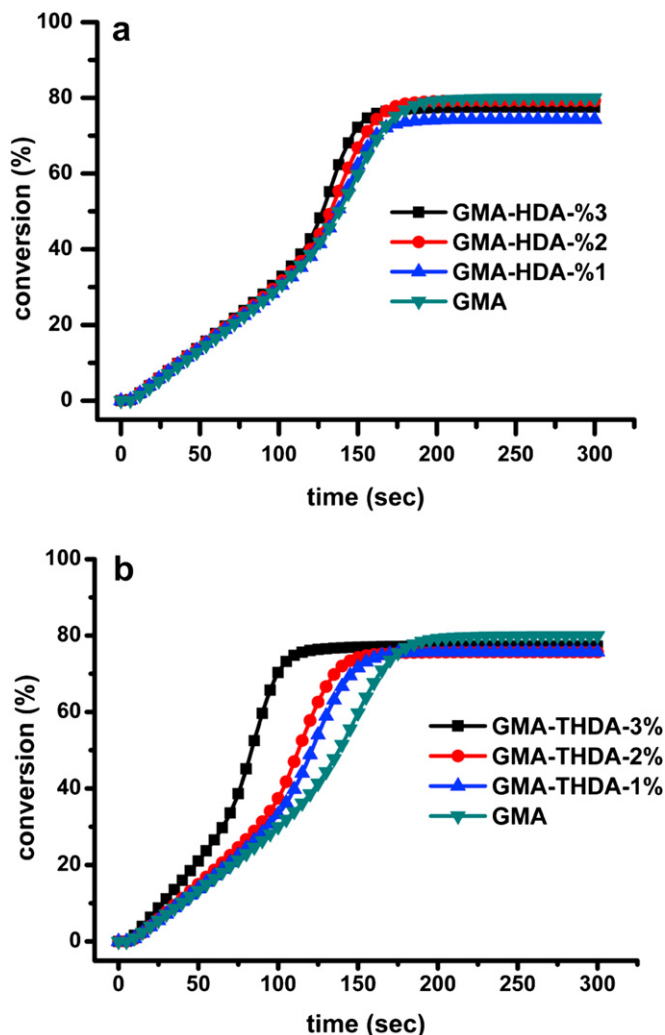 a
100
80
60
40
20
0
conversion (%)
GMA-HDA-%3
GMA-HDA-%2
GMA-HDA-%1
GMA
0 50 100 150 200 250 300
time (sec)
b
100
80
60
40
20
0
conversion (%)
GMA-THDA-3%
GMA-THDA-2%
GMA-THDA-1%
GMA
0 50 100 150 200 250 300
time (sec)